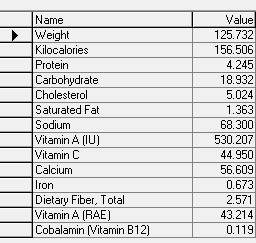 Name Value
Weight 125.732
Kilocalories 156.506
Protein 4.245
Carbohydrate 18.932
Cholesterol 5.024
Saturated Fat 1.363
Sodium 68.300
Vitamin A (IU) 530.207
Vitamin C 44.950
Calcium 56.609
Iron 0.673
Dietary Fiber, Total 2.571
Vitamin A (RAE) 43.214
Cobalamin (Vitamin B12) 0.119